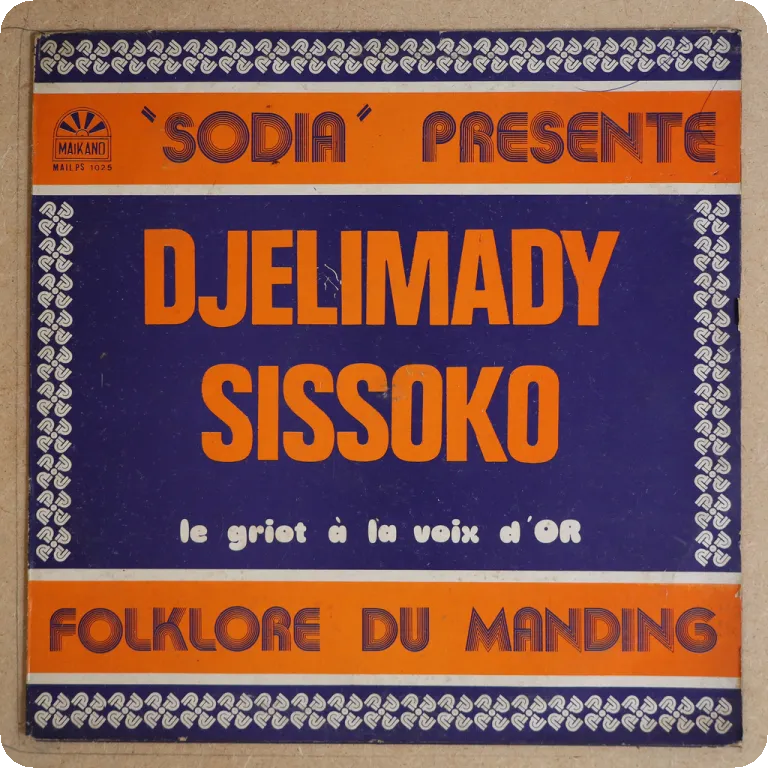 "SODIA" PRESENTE
MAIKANO
MAILPS 1025
DJELIMADY
SISSOKO
le griot à la voix d'OR
FOLKLORE DU MANDING